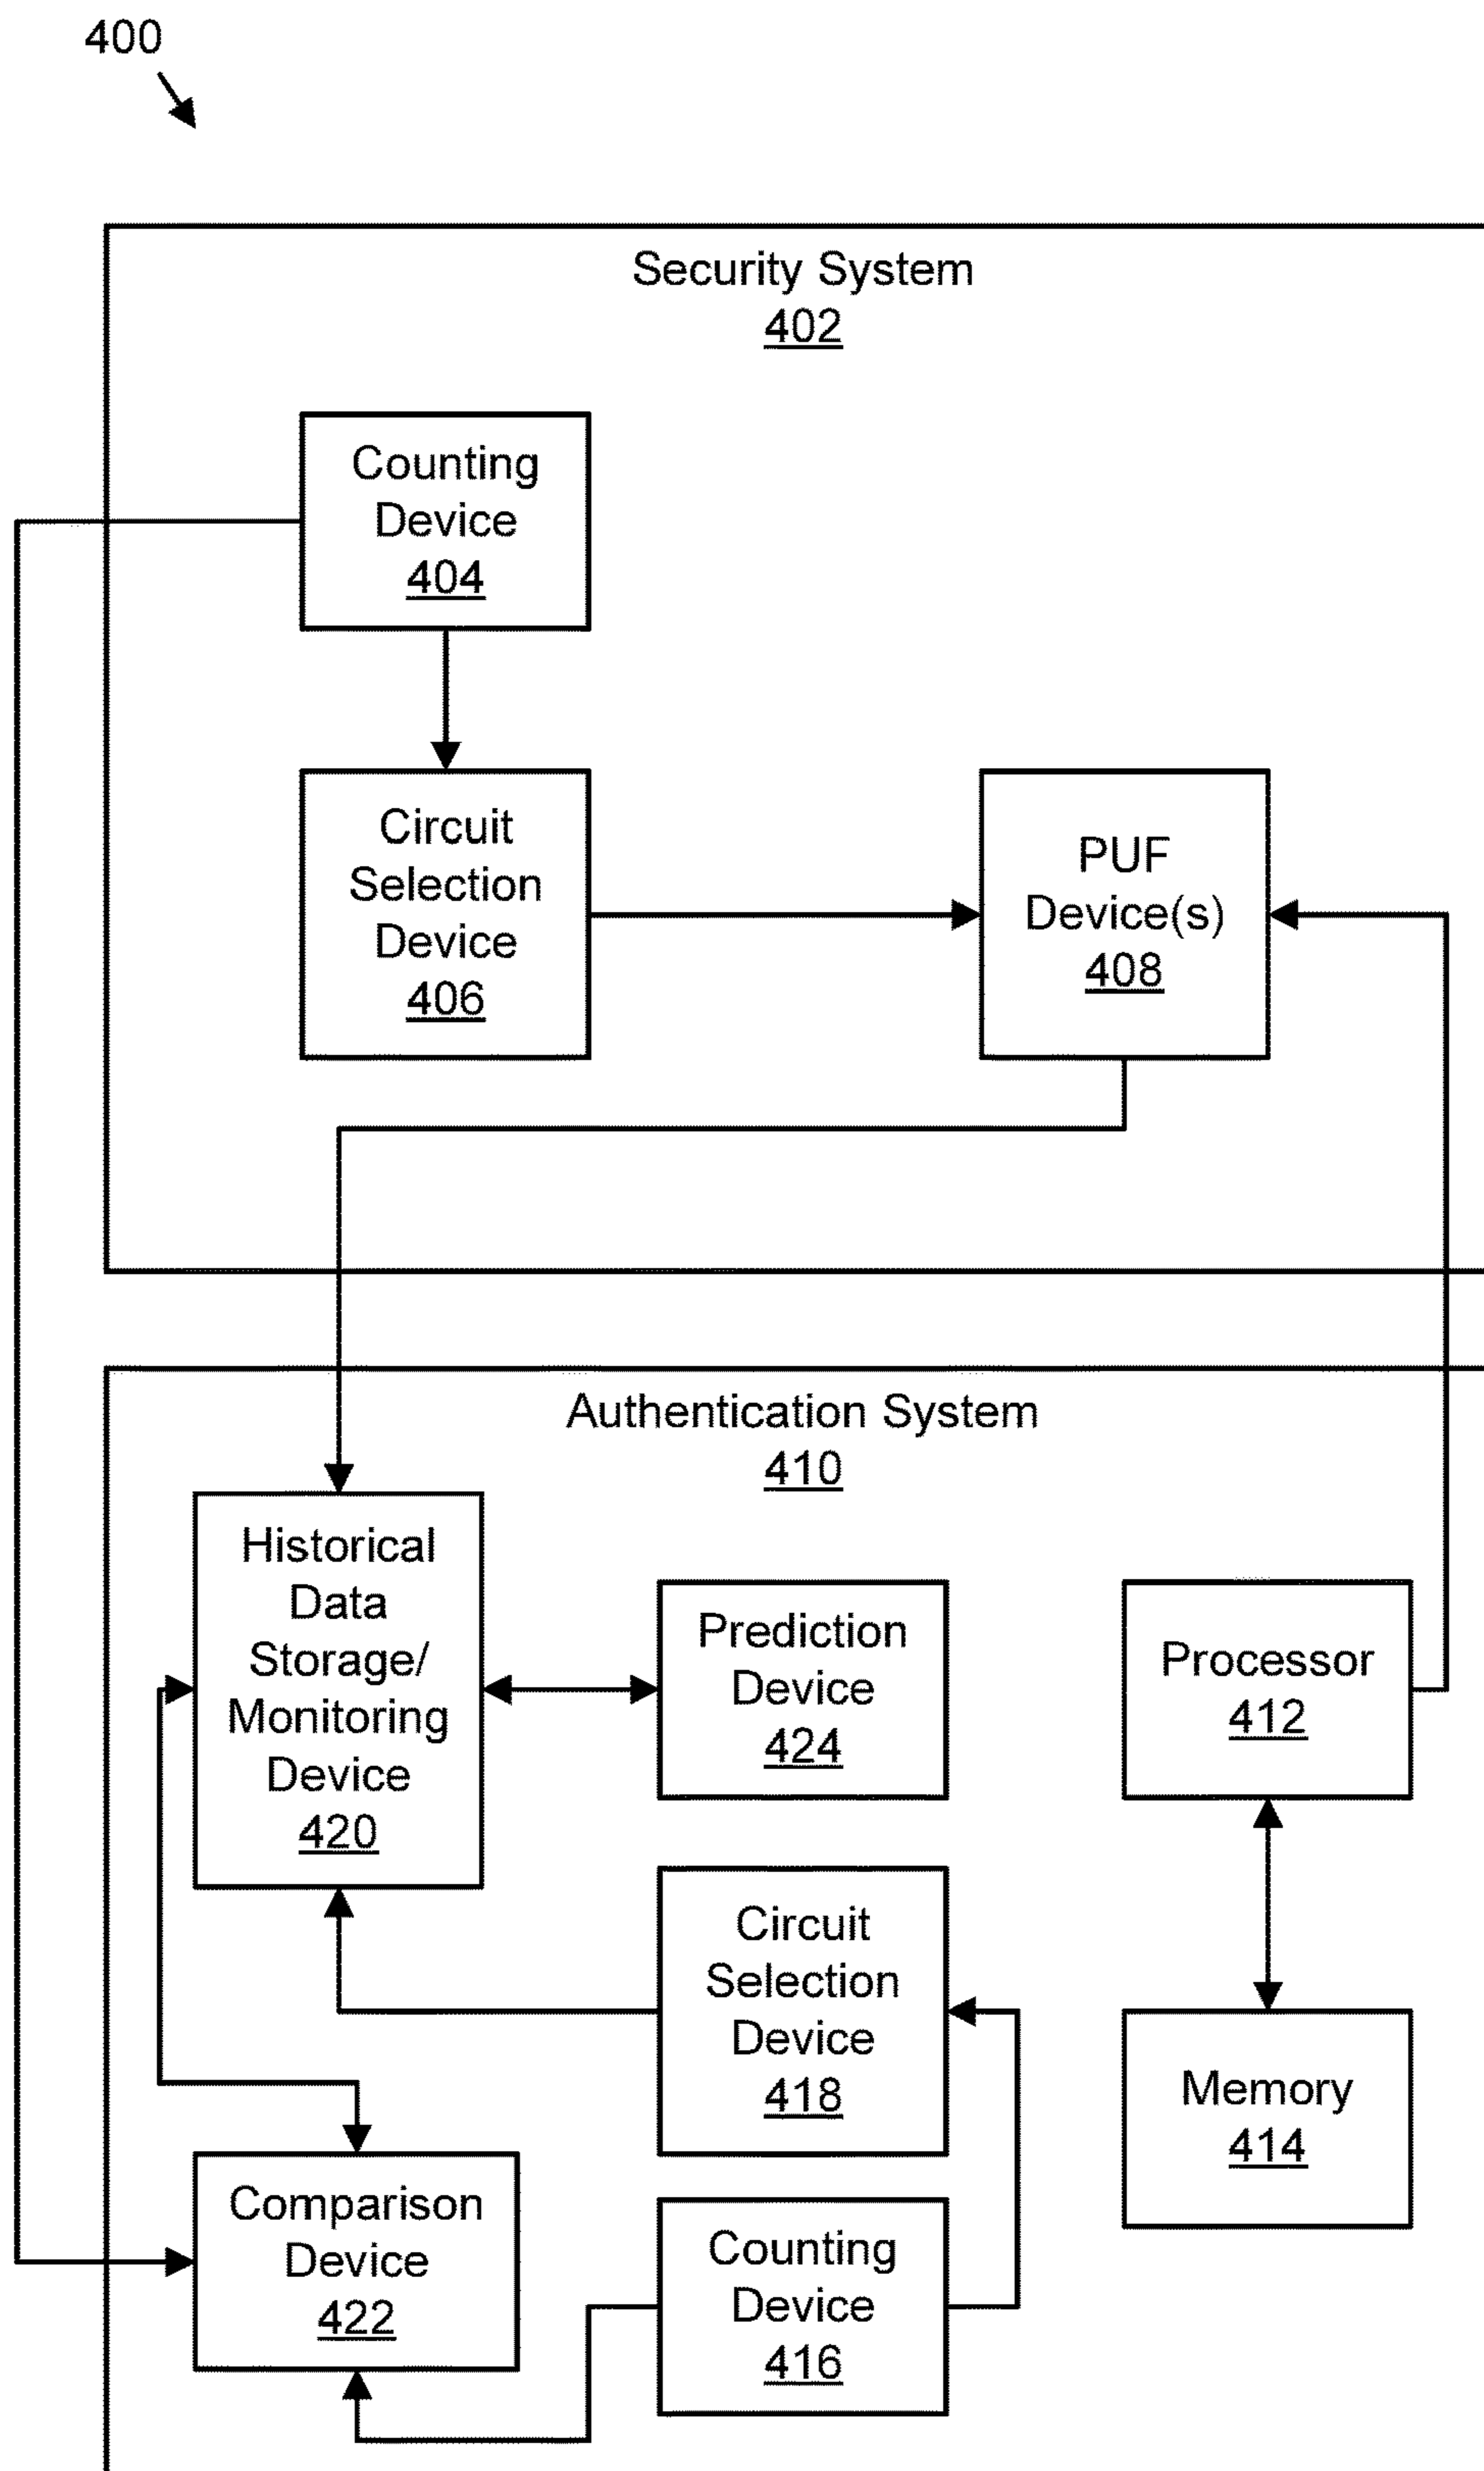 400
Security System
402
Counting
Device
404
Circuit
Selection
Device
406
PUF
Device(s)
408
Authentication System
410
Historical
Data
Storage/
Monitoring
Device
420
Prediction
Device
424
Processor
412
Circuit
Selection
Device
418
Memory
414
Comparison
Device
422
Counting
Device
416